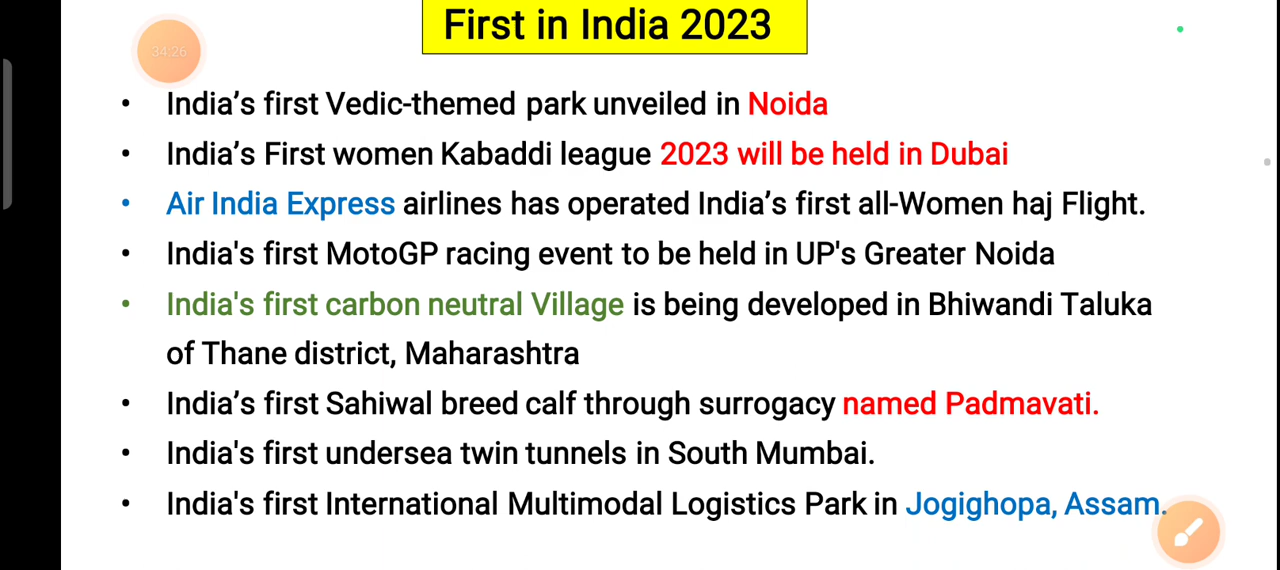 First in India 2023
34:26
• India’s first Vedic-themed park unveiled in Noida
• India’s First women Kabaddi league 2023 will be held in Dubai
• Air India Express airlines has operated India’s first all-Women haj Flight.
• India's first MotoGP racing event to be held in UP's Greater Noida
• India's first carbon neutral Village is being developed in Bhiwandi Taluka
of Thane district, Maharashtra
• India’s first Sahiwal breed calf through surrogacy named Padmavati.
• India's first undersea twin tunnels in South Mumbai.
• India's first International Multimodal Logistics Park in Jogighopa, Assam.